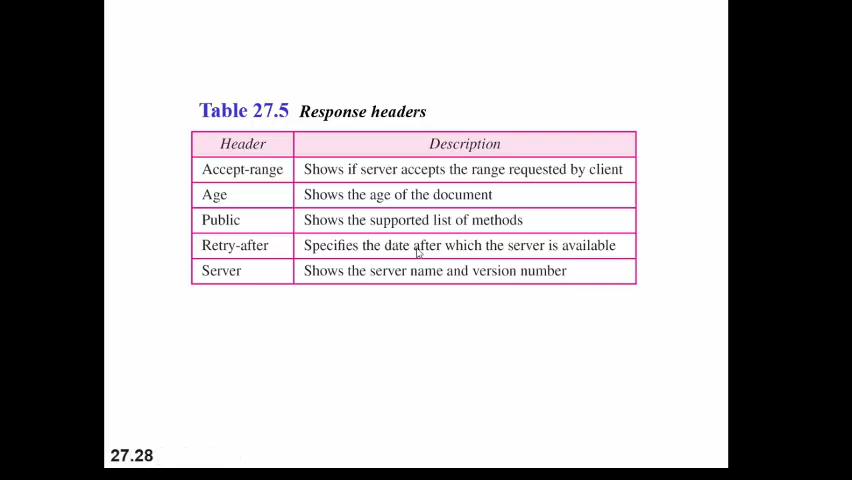 Table 27.5 Response headers
Header Description
Accept-range Shows if server accepts the range requested by client
Age Shows the age of the document
Public Shows the supported list of methods
Retry-after Specifies the date after which the server is available
Server Shows the server name and version number
27.28